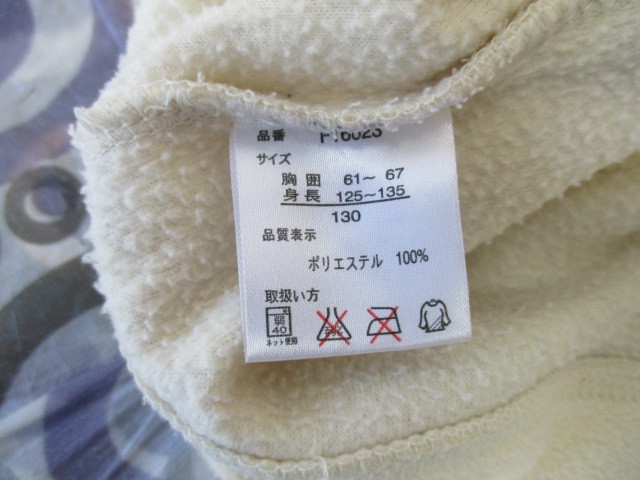 品番
サイズ
胸囲 61～ 67
身長 125～135
130
品質表示
ポリエステル 100%
取扱い方
弱
40
ネット使用